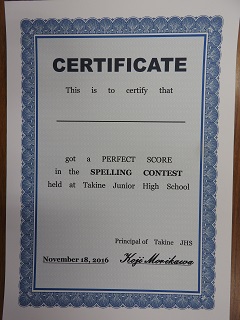 CERTIFICATE
This is to certify that
got a PERFECT SCORE
in the SPELLING CONTEST
held at Takine Junior High School
Principal of Takine JHS
November 18, 2016 Koji Morikawa